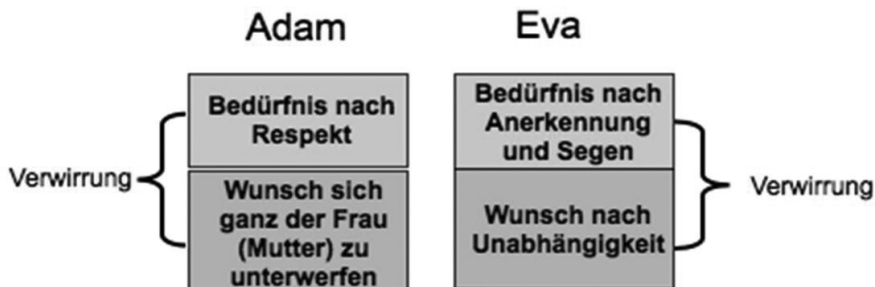 Adam
Eva
Bedürfnis nach
Respekt
Wunsch sich
ganz der Frau
(Mutter) zu
unterwerfen
Verwirrung
Bedürfnis nach
Anerkennung
und Segen
Wunsch nach
Unabhängigkeit
Verwirrung